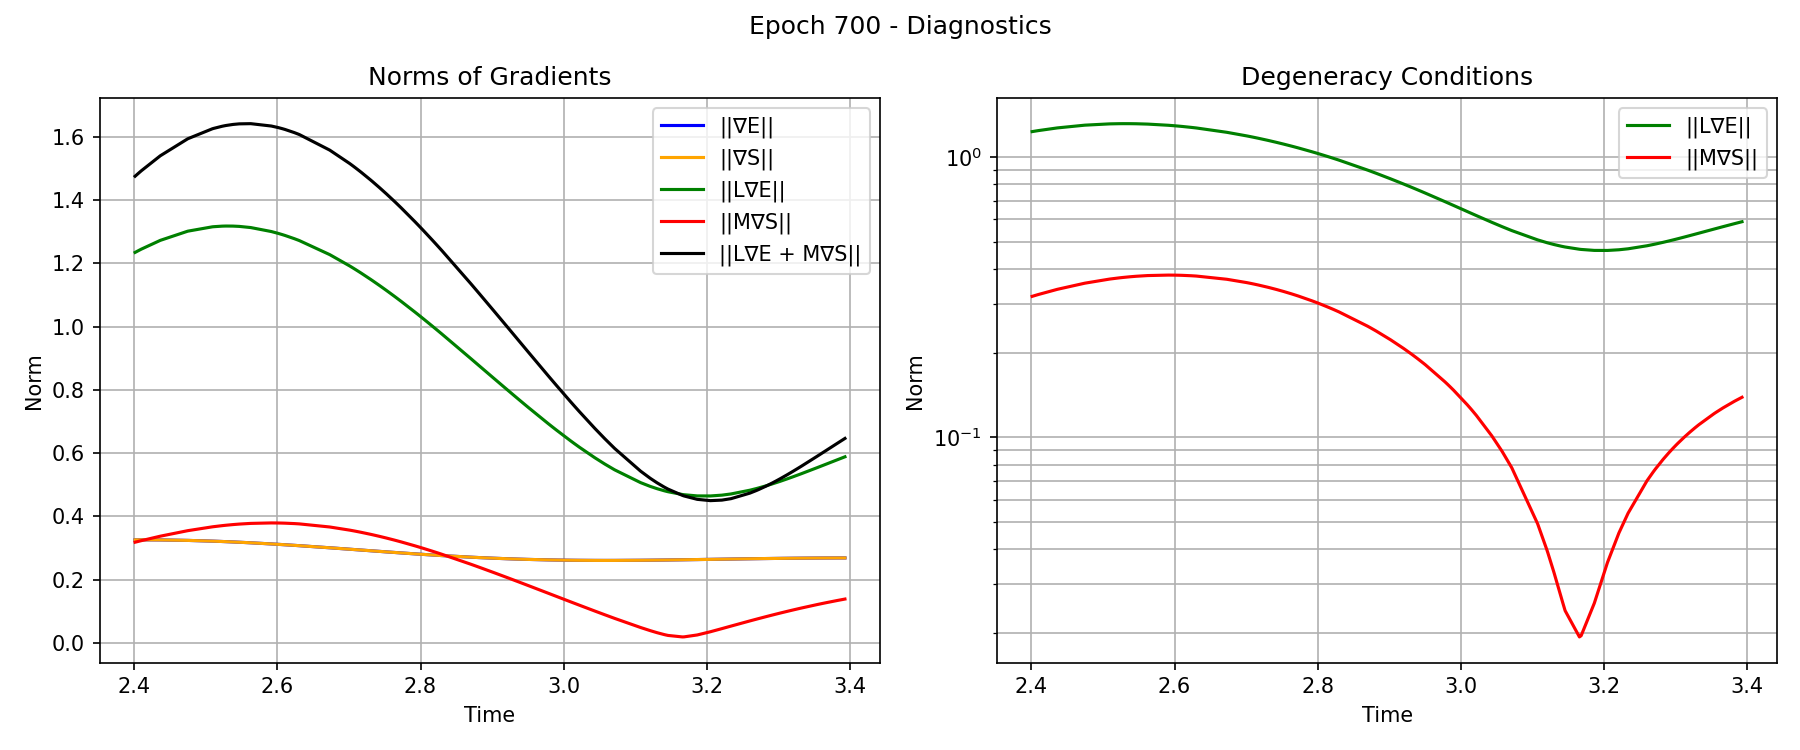 Epoch 700 - Diagnostics
Norms of Gradients
Norm
1.6
1.4
1.2
1.0
0.8
0.6
0.4
0.2
0.0
||∇E||
||∇S||
||L∇E||
||M∇S||
||L∇E + M∇S||
2.4
2.6
2.8
3.0
3.2
3.4
Time
Degeneracy Conditions
Norm
10⁰
10⁻¹
||L∇E||
||M∇S||
2.4
2.6
2.8
3.0
3.2
3.4
Time